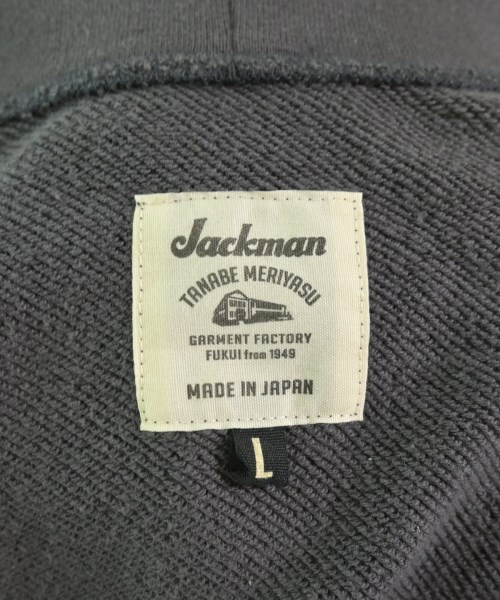 Jackman
TANABE MERIYASU
GARMENT FACTORY
FUKUI from 1949
MADE IN JAPAN
L